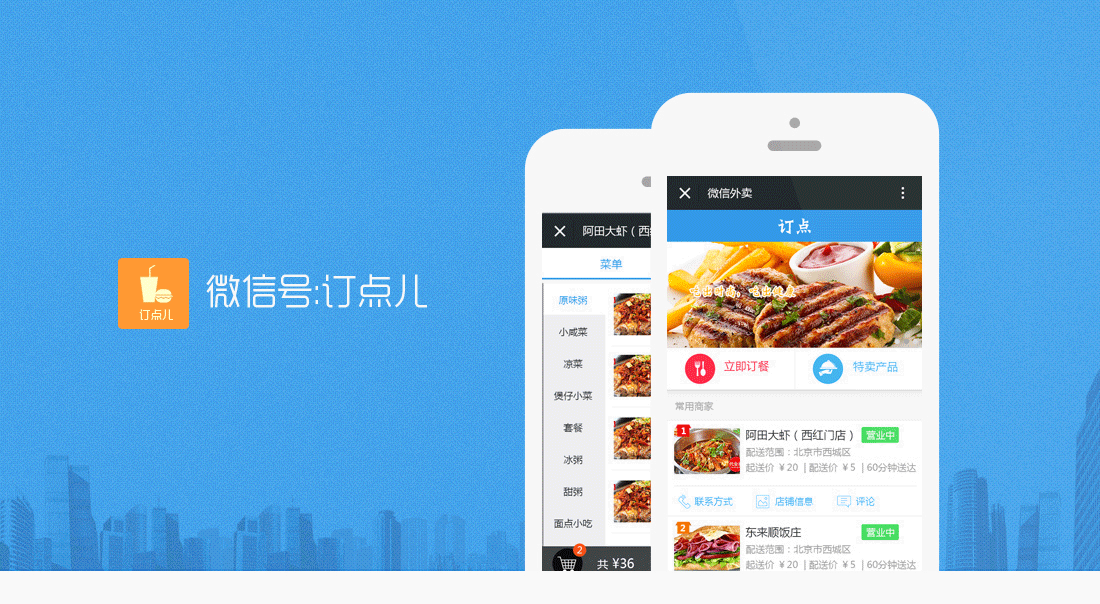 订点儿
微信号:订点儿
阿田大虾（西
菜单
原味粥
小咸菜
凉菜
煲仔小菜
套餐
冰粥
甜粥
面点小吃
2
共 ¥36
微信外卖
订点
立即订餐
特卖产品
常用商家
1
阿田大虾（西红门店）
营业中
配送范围：北京市西城区
起送价 ¥20 | 配送价 ¥5 | 60分钟送达
联系方式
店铺信息
评论
2
东来顺饭庄
营业中
配送范围：北京市西城区
起送价 ¥20 | 配送价 ¥5 | 60分钟送达